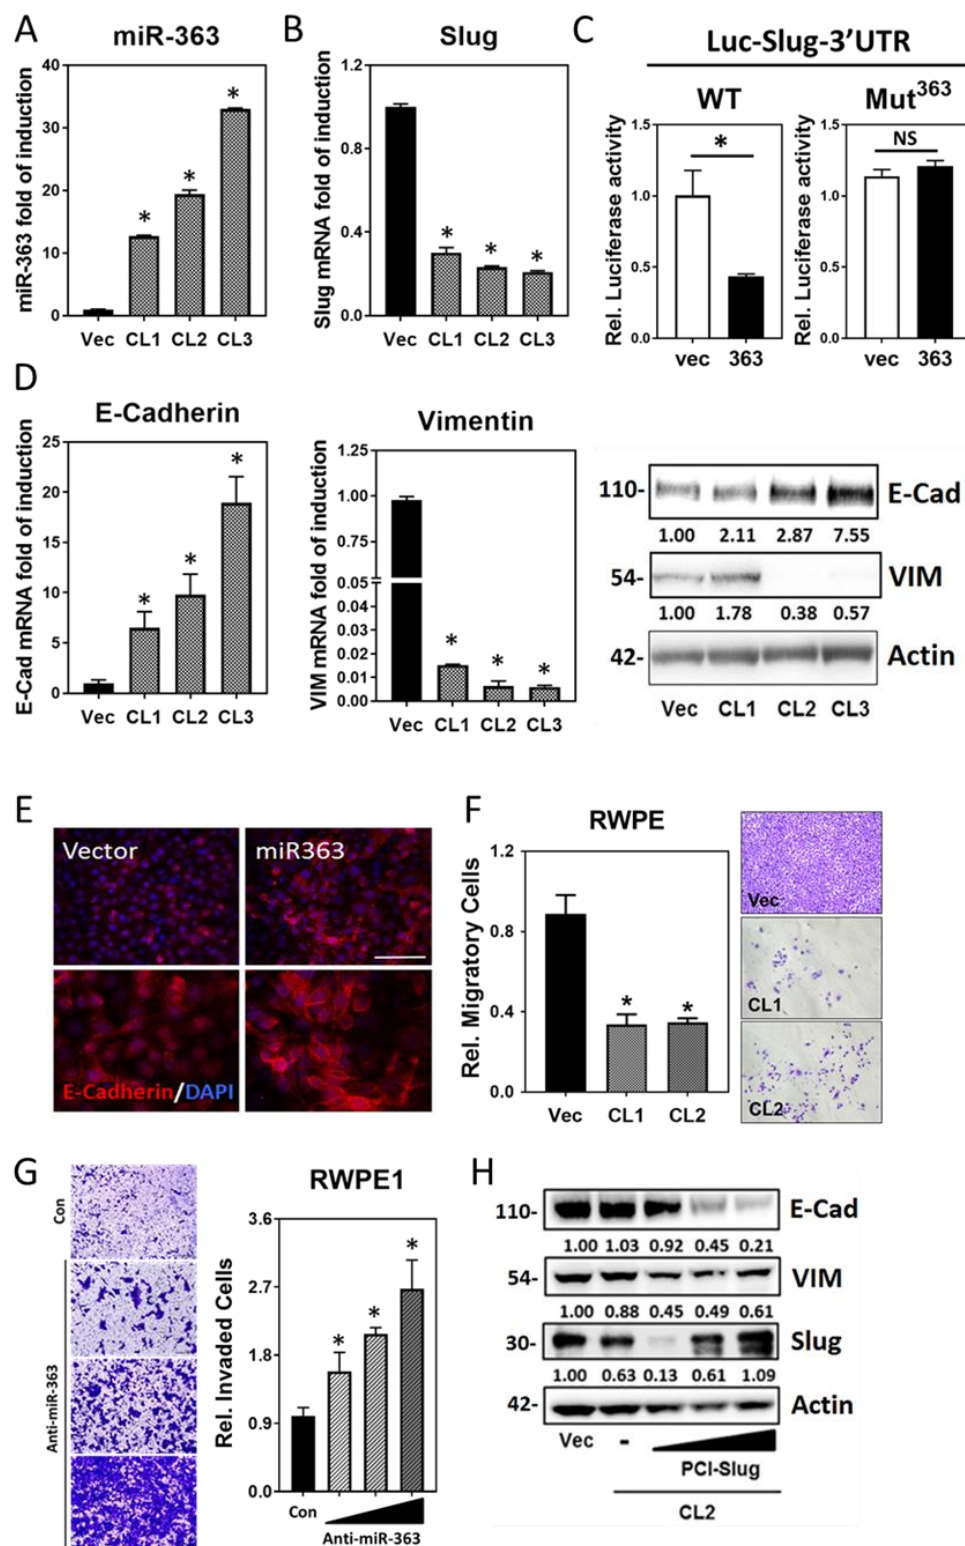 A
miR-363
miR-363 fold of induction
40
30
20
10
0
*
*
*
Vec CL1 CL2 CL3
B
Slug
Slug mRNA fold of induction
1.2
0.8
0.4
0.0
*
*
*
Vec CL1 CL2 CL3
C
Luc-Slug-3'UTR
WT
Rel. Luciferase activity
1.5
1.0
0.5
0.0
*
vec 363
Mut363
Rel. Luciferase activity
1.5
1.0
0.5
0.0
NS
vec 363
D
E-Cadherin
E-Cad mRNA fold of induction
25
20
15
10
5
0
*
*
*
Vec CL1 CL2 CL3
Vimentin
VIM mRNA fold of induction
1.25
1.00
0.75
0.05
0.04
0.03
0.02
0.01
0.00
*
*
*
Vec CL1 CL2 CL3
110- E-Cad
1.00 2.11 2.87 7.55
54- VIM
1.00 1.78 0.38 0.57
42- Actin
Vec CL1 CL2 CL3
E
Vector
miR363
E-Cadherin/DAPI
F
RWPE
Rel. Migratory Cells
1.2
0.8
0.4
0.0
*
*
Vec CL1 CL2
Vec
CL1
CL2
G
Con
Anti-miR-363
RWPE1
Rel. Invaded Cells
3.6
2.7
1.8
0.9
0.0
*
*
*
Con
Anti-miR-363
H
110- E-Cad
1.00 1.03 0.92 0.45 0.21
54- VIM
1.00 0.88 0.45 0.49 0.61
30- Slug
1.00 0.63 0.13 0.61 1.09
42- Actin
Vec -
PCI-Slug
CL2